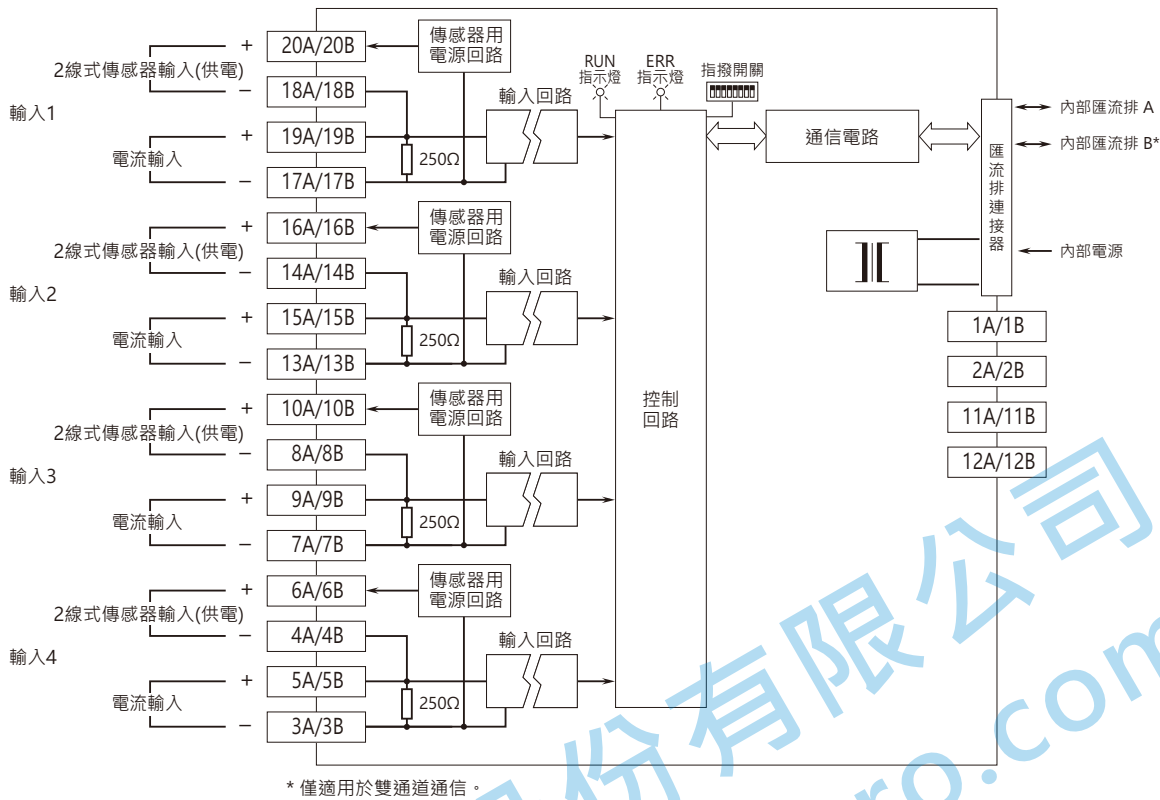 輸入1
2線式傳感器輸入(供電)
+
−
電流輸入
+
−
20A/20B
18A/18B
19A/19B
17A/17B
傳感器用
電源回路
250Ω
輸入回路
輸入2
2線式傳感器輸入(供電)
+
−
電流輸入
+
−
16A/16B
14A/14B
15A/15B
13A/13B
傳感器用
電源回路
250Ω
輸入回路
輸入3
2線式傳感器輸入(供電)
+
−
電流輸入
+
−
10A/10B
8A/8B
9A/9B
7A/7B
傳感器用
電源回路
250Ω
輸入回路
輸入4
2線式傳感器輸入(供電)
+
−
電流輸入
+
−
6A/6B
4A/4B
5A/5B
3A/3B
傳感器用
電源回路
250Ω
輸入回路
RUN
指示燈
ERR
指示燈
指撥開關
控制
回路
通信電路
匯流排連接器
內部匯流排 A
內部匯流排 B*
內部電源
1A/1B
2A/2B
11A/11B
12A/12B
* 僅適用於雙通道通信。
份有限公司
ro.com